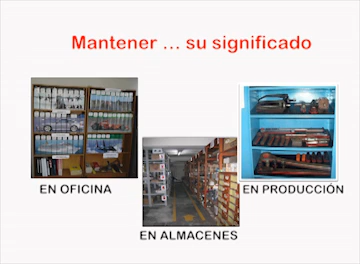 Mantener ... su significado
EN OFICINA
EN PRODUCCIÓN
EN ALMACENES